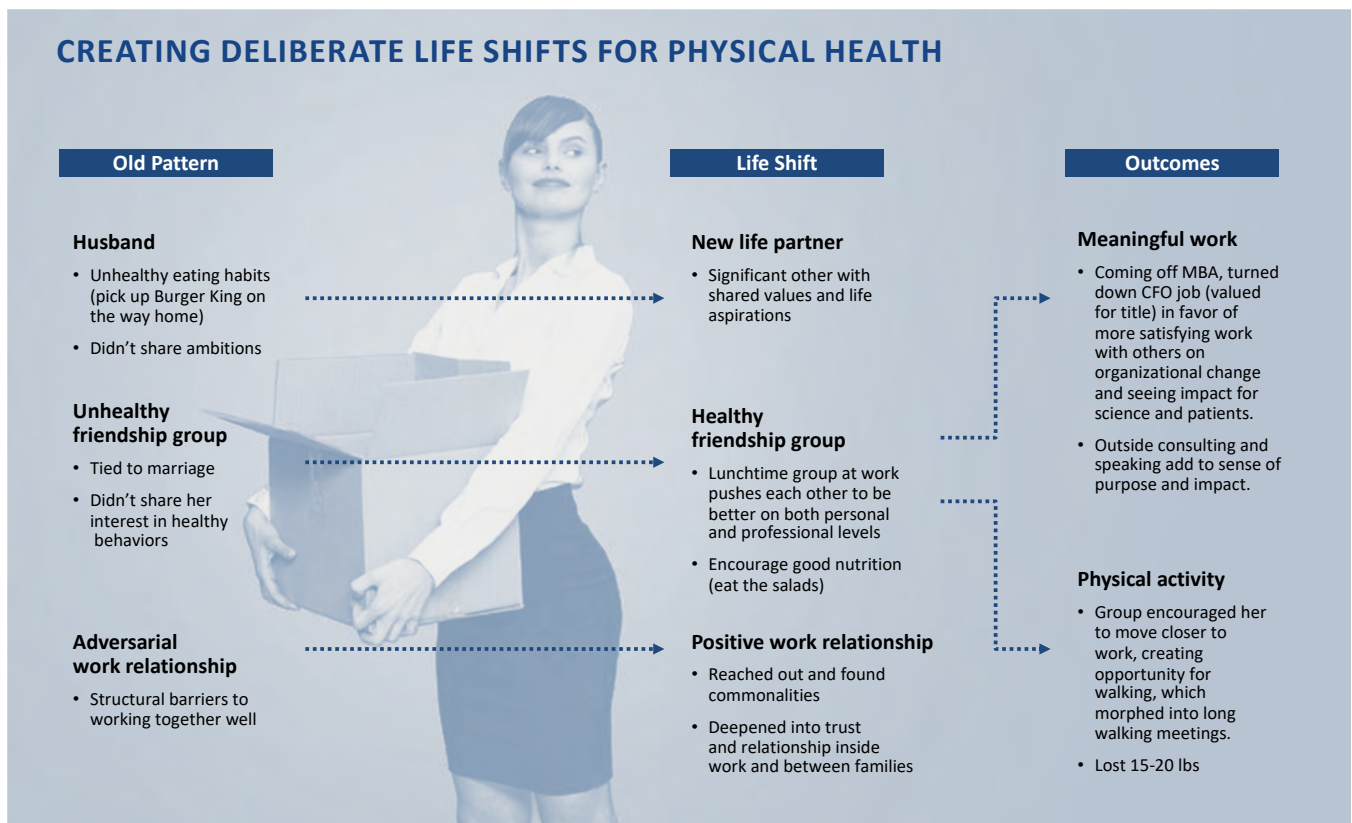 CREATING DELIBERATE LIFE SHIFTS FOR PHYSICAL HEALTH
Old Pattern
Husband
• Unhealthy eating habits
(pick up Burger King on
the way home)
• Didn’t share ambitions
Unhealthy
friendship group
• Tied to marriage
• Didn’t share her
interest in healthy
behaviors
Adversarial
work relationship
• Structural barriers to
working together well
Life Shift
New life partner
• Significant other with
shared values and life
aspirations
Healthy
friendship group
• Lunchtime group at work
pushes each other to be
better on both personal
and professional levels
• Encourage good nutrition
(eat the salads)
Positive work relationship
• Reached out and found
commonalities
• Deepened into trust
and relationship inside
work and between families
Outcomes
Meaningful work
• Coming off MBA, turned
down CFO job (valued
for title) in favor of
more satisfying work
with others on
organizational change
and seeing impact for
science and patients.
• Outside consulting and
speaking add to sense of
purpose and impact.
Physical activity
• Group encouraged her
to move closer to
work, creating
opportunity for
walking, which
morphed into long
walking meetings.
• Lost 15-20 lbs